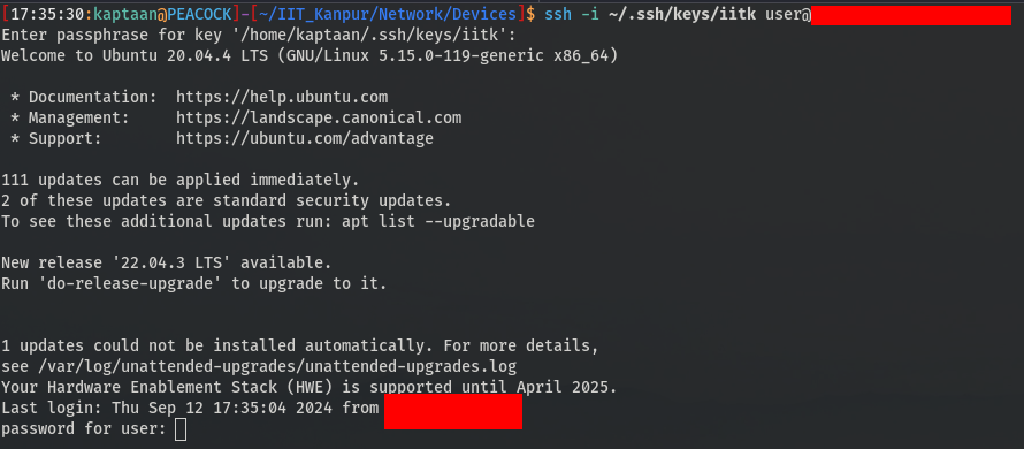 [17:35:30:kaptaan@PEACOCK]-[~/IIT_Kanpur/Network/Devices]$ ssh -i ~/.ssh/keys/iitk user@
Enter passphrase for key '/home/kaptaan/.ssh/keys/iitk':
Welcome to Ubuntu 20.04.4 LTS (GNU/Linux 5.15.0-119-generic x86_64)
* Documentation:  https://help.ubuntu.com
* Management:     https://landscape.canonical.com
* Support:        https://ubuntu.com/advantage
111 updates can be applied immediately.
2 of these updates are standard security updates.
To see these additional updates run: apt list --upgradable
New release '22.04.3 LTS' available.
Run 'do-release-upgrade' to upgrade to it.
1 updates could not be installed automatically. For more details,
see /var/log/unattended-upgrades/unattended-upgrades.log
Your Hardware Enablement Stack (HWE) is supported until April 2025.
Last login: Thu Sep 12 17:35:04 2024 from
password for user: